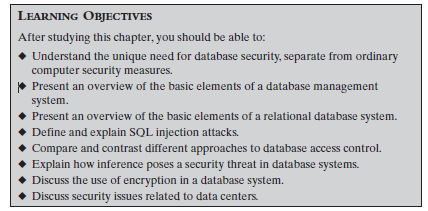 LEARNING OBJECTIVES
After studying this chapter, you should be able to:
◆ Understand the unique need for database security, separate from ordinary
computer security measures.
◆ Present an overview of the basic elements of a database management
system.
◆ Present an overview of the basic elements of a relational database system.
◆ Define and explain SQL injection attacks.
◆ Compare and contrast different approaches to database access control.
◆ Explain how inference poses a security threat in database systems.
◆ Discuss the use of encryption in a database system.
◆ Discuss security issues related to data centers.